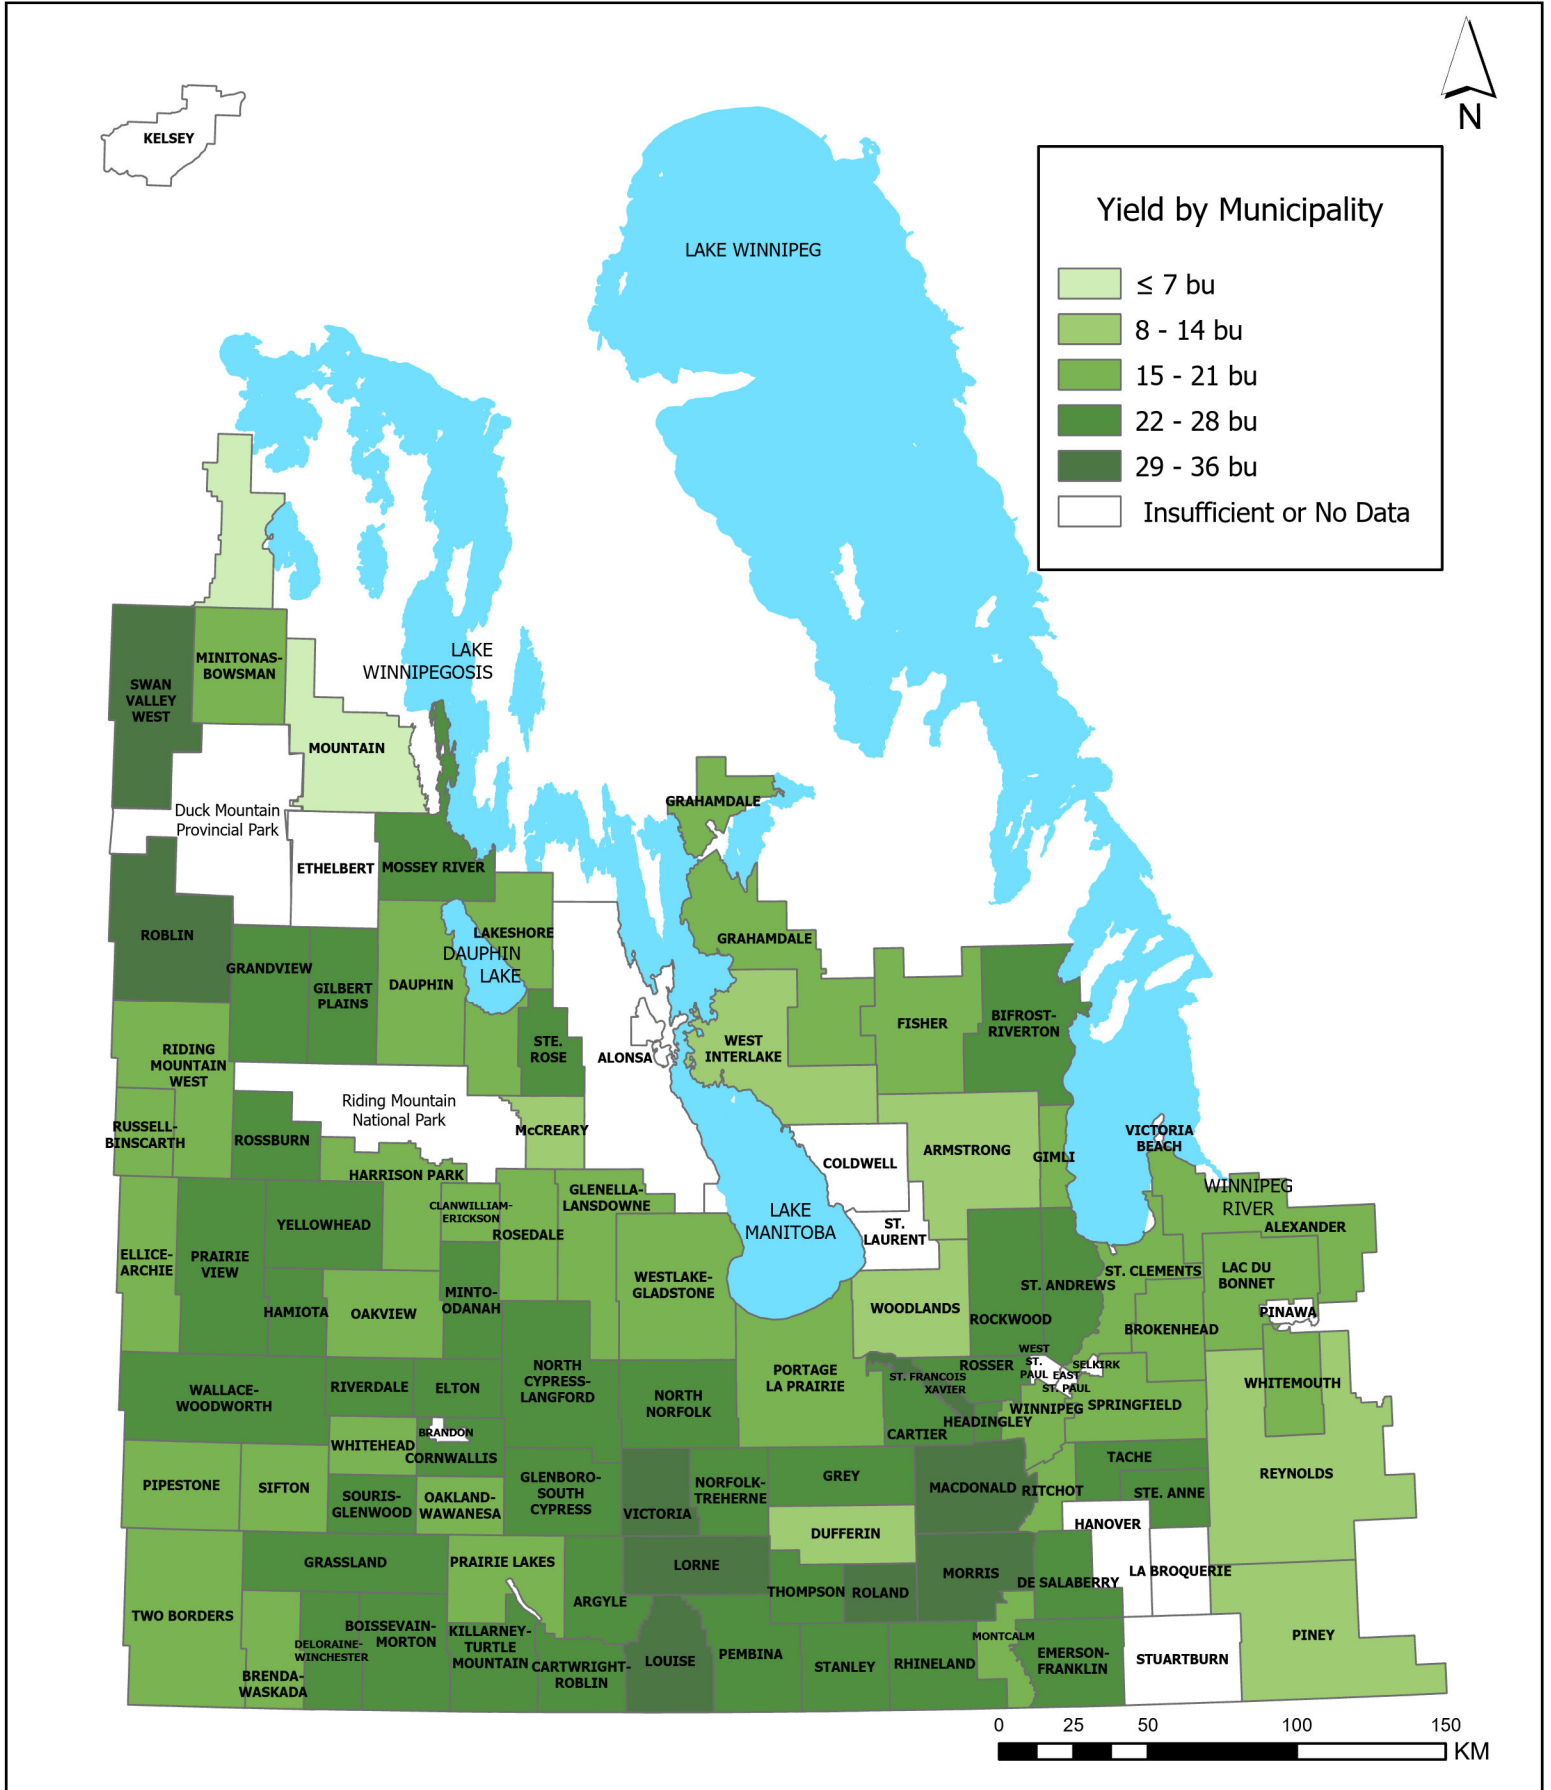 N
KELSEY
Yield by Municipality
≤ 7 bu
8 - 14 bu
15 - 21 bu
22 - 28 bu
29 - 36 bu
Insufficient or No Data
LAKE WINNIPEG
LAKE
WINNIPEGOSIS
MINITONAS-
BOWSMAN
SWAN
VALLEY
WEST
MOUNTAIN
Duck Mountain
Provincial Park
GRAHAMDALE
ETHELBERT
MOSSEY RIVER
ROBLIN
LAKESHORE
GRAHAMDALE
DAUPHIN
LAKE
GRANDVIEW
GILBERT
PLAINS
DAUPHIN
FISHER
BIFROST-
RIVERTON
STE.
ROSE
ALONSA
WEST
INTERLAKE
RIDING
MOUNTAIN
WEST
Riding Mountain
National Park
RUSSELL-
BINSCARTH
ROSSBURN
McCREARY
VICTORIA
BEACH
ARMSTRONG
GIMLI
COLDWELL
HARRISON PARK
GLENELLA-
LANSDOWNE
WINNIPEG
RIVER
ALEXANDER
CLANWILLIAM-
ERICKSON
YELLOWHEAD
ROSEDALE
LAKE
MANITOBA
ST.
LAURENT
ELLICE-
ARCHIE
PRAIRIE
VIEW
WESTLAKE-
GLADSTONE
ST. CLEMENTS
LAC DU
BONNET
ST. ANDREWS
MINTO-
ODANAH
HAMIOTA
OAKVIEW
WOODLANDS
ROCKWOOD
PINAWA
BROKENHEAD
WEST
ST.
PAUL
EAST
ST. PAUL
SELKIRK
ROSSER
NORTH
CYPRESS-
LANGFORD
PORTAGE
LA PRAIRIE
ST. FRANCOIS
XAVIER
WHITEMOUTH
WALLACE-
WOODWORTH
RIVERDALE
ELTON
NORTH
NORFOLK
WINNIPEG
SPRINGFIELD
HEADINGLEY
CARTIER
BRANDON
WHITEHEAD
CORNWALLIS
TACHE
REYNOLDS
PIPESTONE
SIFTON
GLENBORO-
SOUTH
CYPRESS
NORFOLK-
TREHERNE
GREY
MACDONALD
RITCHOT
STE. ANNE
SOURIS-
GLENWOOD
OAKLAND-
WAWANESA
VICTORIA
HANOVER
DUFFERIN
GRASSLAND
PRAIRIE LAKES
LORNE
MORRIS
LA BROQUERIE
DE SALABERRY
THOMPSON
ROLAND
ARGYLE
TWO BORDERS
BOISSEVAIN-
MORTON
DELORAINE-
WINCHESTER
KILLARNEY-
TURTLE
MOUNTAIN
MONTCALM
PINEY
BRENDA-
WASKADA
CARTWRIGHT-
ROBLIN
LOUISE
PEMBINA
STANLEY
RHINELAND
EMERSON-
FRANKLIN
STUARTBURN
0 25 50 100 150
KM